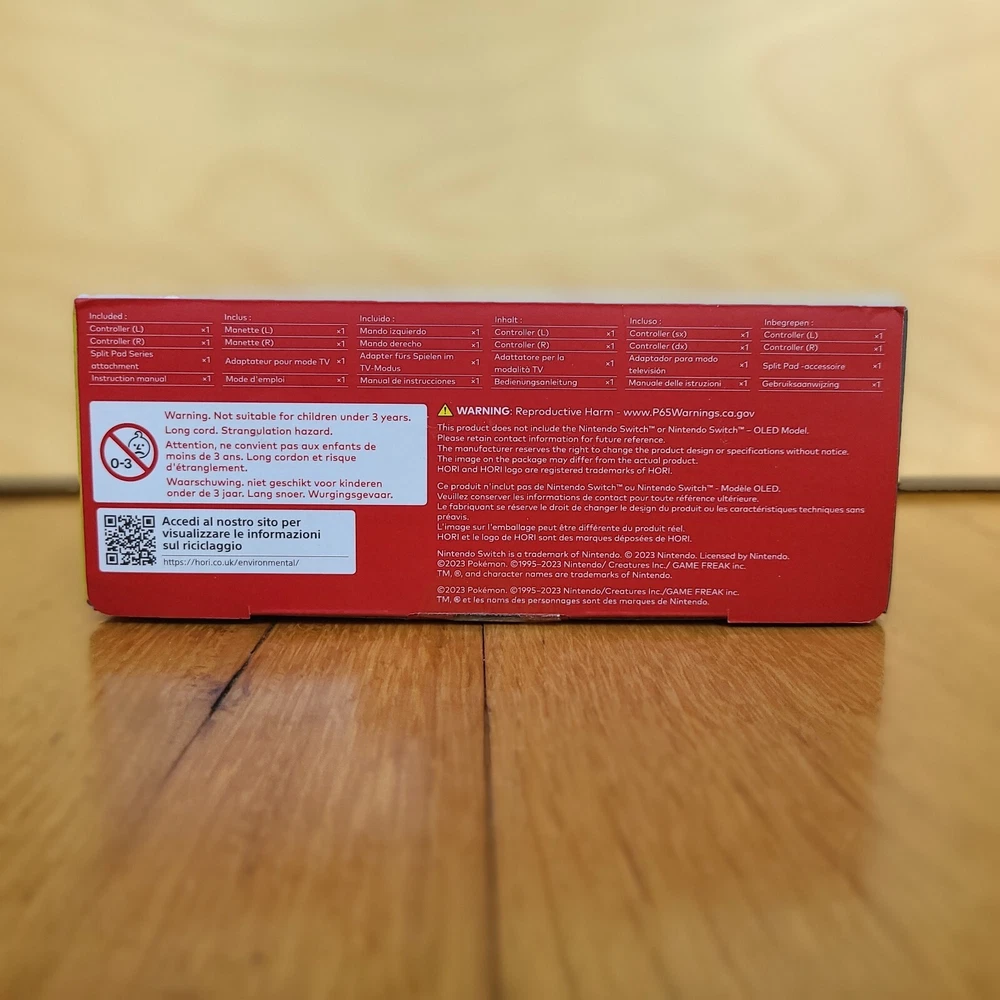 Included :
Controller (L) ×1
Controller (R) ×1
Split Pad Series
attachment ×1
Instruction manual ×1
Inclus :
Manette (L) ×1
Manette (R) ×1
Adaptateur pour mode TV ×1
Mode d'emploi ×1
Incluido :
Mando izquierdo ×1
Mando derecho ×1
Adapter fürs Spielen im
TV-Modus ×1
Manual de instrucciones ×1
Inhalt :
Controller (L) ×1
Controller (R) ×1
Adattatore per la
modalità TV ×1
Bedienungsanleitung ×1
Incluso :
Controller (sx) ×1
Controller (dx) ×1
Adaptador para modo
televisión ×1
Manuale delle istruzioni ×1
Inbegrepen :
Controller (L) ×1
Controller (R) ×1
Split Pad -accessoire ×1
Gebruiksaanwijzing ×1
0-3
Warning. Not suitable for children under 3 years.
Long cord. Strangulation hazard.
Attention, ne convient pas aux enfants de
moins de 3 ans. Long cordon et risque
d'étranglement.
Waarschuwing. niet geschikt voor kinderen
onder de 3 jaar. Lang snoer. Wurgingsgevaar.
Accedi al nostro sito per
visualizzare le informazioni
sul riciclaggio
https://hori.co.uk/environmental/
WARNING: Reproductive Harm - www.P65Warnings.ca.gov
This product does not include the Nintendo Switch™ or Nintendo Switch™ – OLED Model.
Please retain contact information for future reference.
The manufacturer reserves the right to change the product design or specifications without notice.
The image on the package may differ from the actual product.
HORI and HORI logo are registered trademarks of HORI.
Ce produit n'inclut pas de Nintendo Switch™ ou Nintendo Switch™ - Modèle OLED.
Veuillez conserver les informations de contact pour toute référence ultérieure.
Le fabricant se réserve le droit de changer le design du produit ou les caractéristiques techniques sans
préavis.
L'image sur l'emballage peut être différente du produit réel.
HORI et le logo de HORI sont des marques déposées de HORI.
Nintendo Switch is a trademark of Nintendo. © 2023 Nintendo. Licensed by Nintendo.
©2023 Pokémon. ©1995–2023 Nintendo/ Creatures Inc./ GAME FREAK inc.
TM, ®, and character names are trademarks of Nintendo.
©2023 Pokémon. ©1995–2023 Nintendo/Creatures Inc./GAME FREAK inc.
TM, ® et les noms des personnages sont des marques de Nintendo.